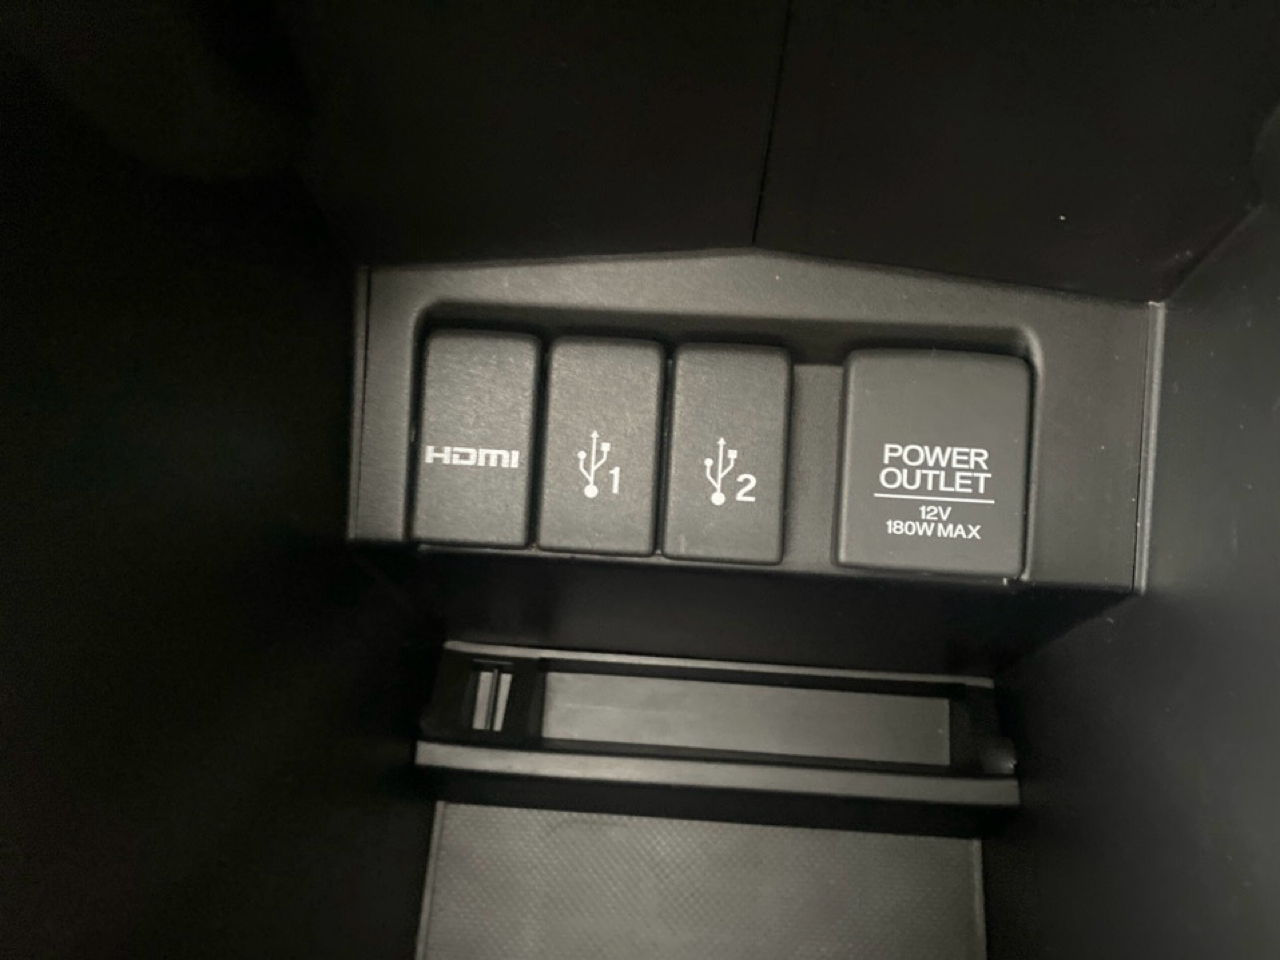 HDMI
1
2
POWER
OUTLET
12V
180W MAX